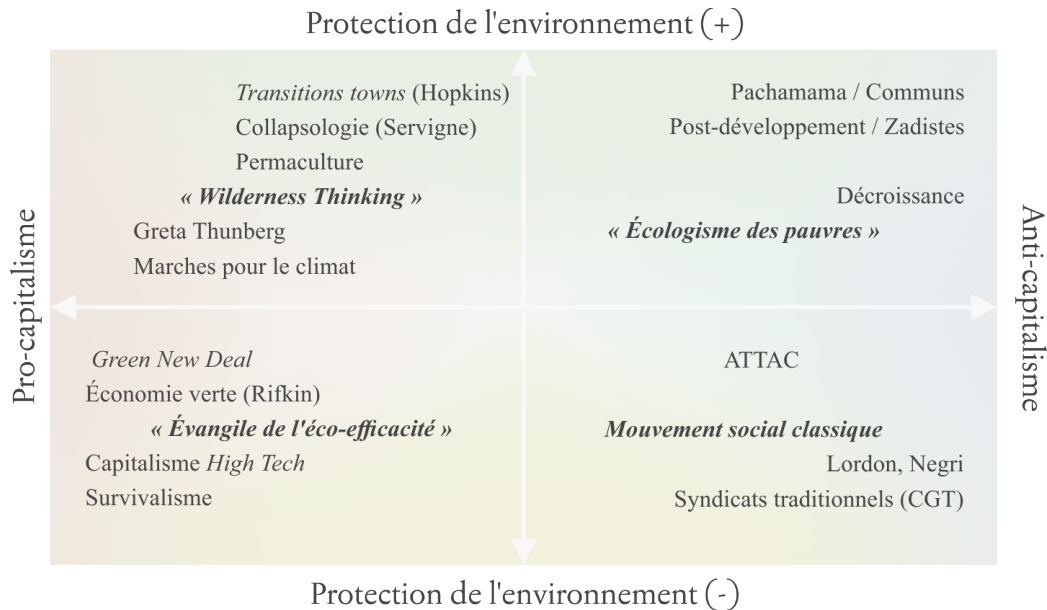 Protection de l'environnement (+)
Transitions towns (Hopkins)
Collapsologie (Servigne)
Permaculture
« Wilderness Thinking »
Greta Thunberg
Marches pour le climat
Pachamama / Communs
Post-développement / Zadistes
Décroissance
« Écologisme des pauvres »
Pro-capitalisme
Anti-capitalisme
Green New Deal
Économie verte (Rifkin)
« Évangile de l'éco-efficacité »
Capitalisme High Tech
Survivalisme
ATTAC
Mouvement social classique
Lordon, Negri
Syndicats traditionnels (CGT)
Protection de l'environnement (-)